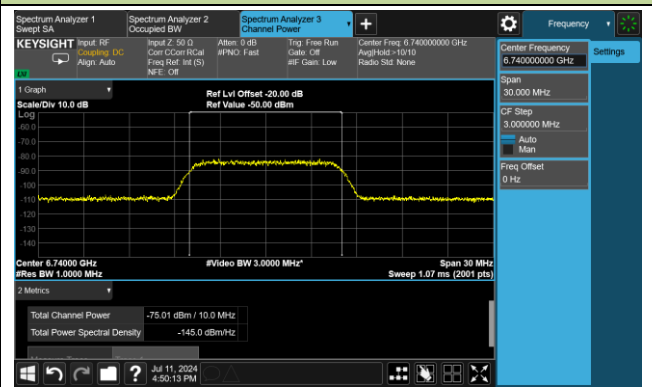 Spectrum Analyzer 1
Swept SA
Spectrum Analyzer 2
Occupied BW
Spectrum Analyzer 3
Channel Power
Frequency
KEYSIGHT
Input: RF
Coupling: DC
Align: Auto
Input Z: 50 Ω
Corr CCorr RCal
Freq Ref: Int (S)
NFE: Off
Atten: 0 dB
#PNO: Fast
Trig: Free Run
Gate: Off
#IF Gain: Low
Center Freq: 6.740000000 GHz
Avg|Hold:>10/10
Radio Std: None
Center Frequency
6.740000000 GHz
Settings
Span
30.000 MHz
CF Step
3.000000 MHz
Auto
Man
Freq Offset
0 Hz
1 Graph
Scale/Div 10.0 dB
Ref Lvl Offset -20.00 dB
Ref Value -50.00 dBm
Log
-60.0
-70.0
-80.0
-90.0
-100
-110
-120
-130
-140
Center 6.74000 GHz
#Res BW 1.0000 MHz
#Video BW 3.0000 MHz*
Span 30 MHz
Sweep 1.07 ms (2001 pts)
2 Metrics
Total Channel Power
-75.01 dBm / 10.0 MHz
Total Power Spectral Density
-145.0 dBm/Hz
Jul 11, 2024
4:50:13 PM